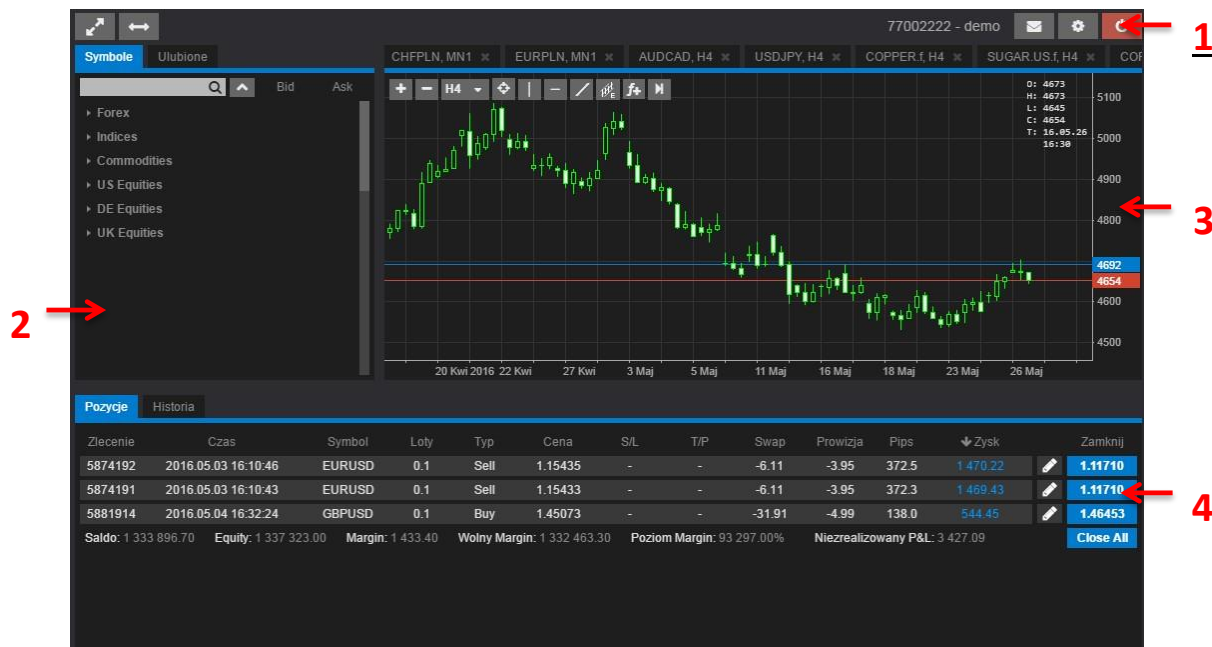 77002222 - demo
1
Symbole Ulubione
CHFPLN, MN1 × EURPLN, MN1 × AUDCAD, H4 × USDJPY, H4 × COPPER.f, H4 × SUGAR.US.f, H4 × COF
Bid Ask
H4
f+
O: 4673
H: 4673
L: 4645
C: 4654
T: 16.05.26
16:30
Forex
Indices
Commodities
US Equities
DE Equities
UK Equities
5100
5000
4900
4800
4692
4654
4600
4500
3
2
20 Kwi 2016 22 Kwi 27 Kwi 3 Maj 5 Maj 11 Maj 16 Maj 18 Maj 23 Maj 26 Maj
Pozycje Historia
Zlecenie Czas Symbol Loty Typ Cena S/L T/P Swap Prowizja Pips Zysk Zamknij
5874192 2016.05.03 16:10:46 EURUSD 0.1 Sell 1.15435 - - -6.11 -3.95 372.5 1 470.22 1.11710
5874191 2016.05.03 16:10:43 EURUSD 0.1 Sell 1.15433 - - -6.11 -3.95 372.3 1 469.43 1.11710
5881914 2016.05.04 16:32:24 GBPUSD 0.1 Buy 1.45073 - - -31.91 -4.99 138.0 544.45 1.46453
4
Saldo: 1 333 896.70 Equity: 1 337 323.00 Margin: 1 433.40 Wolny Margin: 1 332 463.30 Poziom Margin: 93 297.00% Niezrealizowany P&L: 3 427.09 Close All